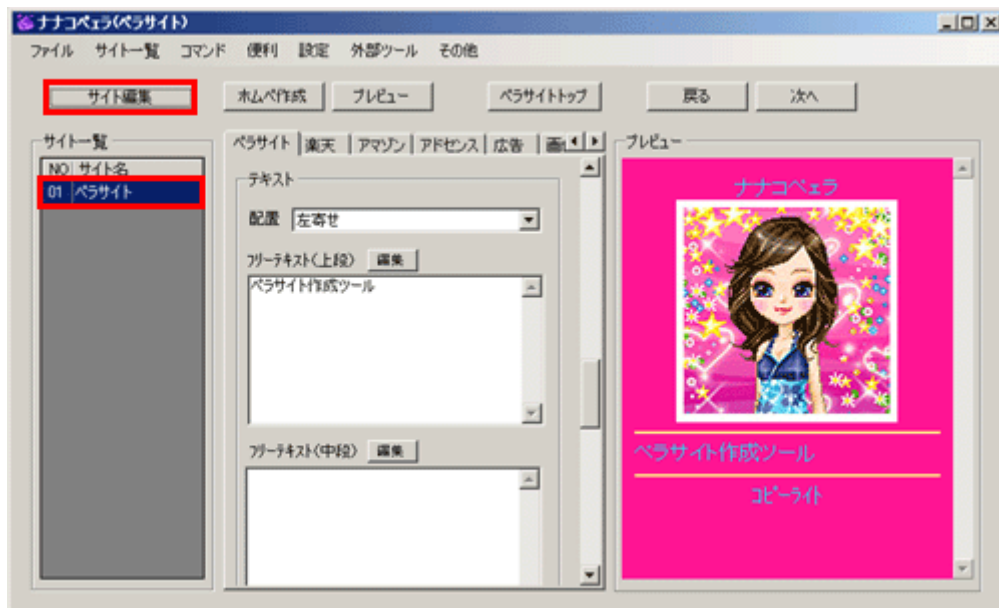 ナナコペェラ(ペラサイト)
ファイル サイト一覧 コマンド 便利 設定 外部ツール その他
サイト編集 ホムペ作成 プレビュー ペラサイトトップ 戻る 次へ
サイト一覧
NO サイト名
01 ペラサイト
ペラサイト 楽天 アマゾン アドセンス 広告
テキスト
配置 左寄せ
フリーテキスト(上段) 編集
ペラサイト作成ツール
フリーテキスト(中段) 編集
プレビュー
ナナコペェラ
ペラサイト作成ツール
コピーライト